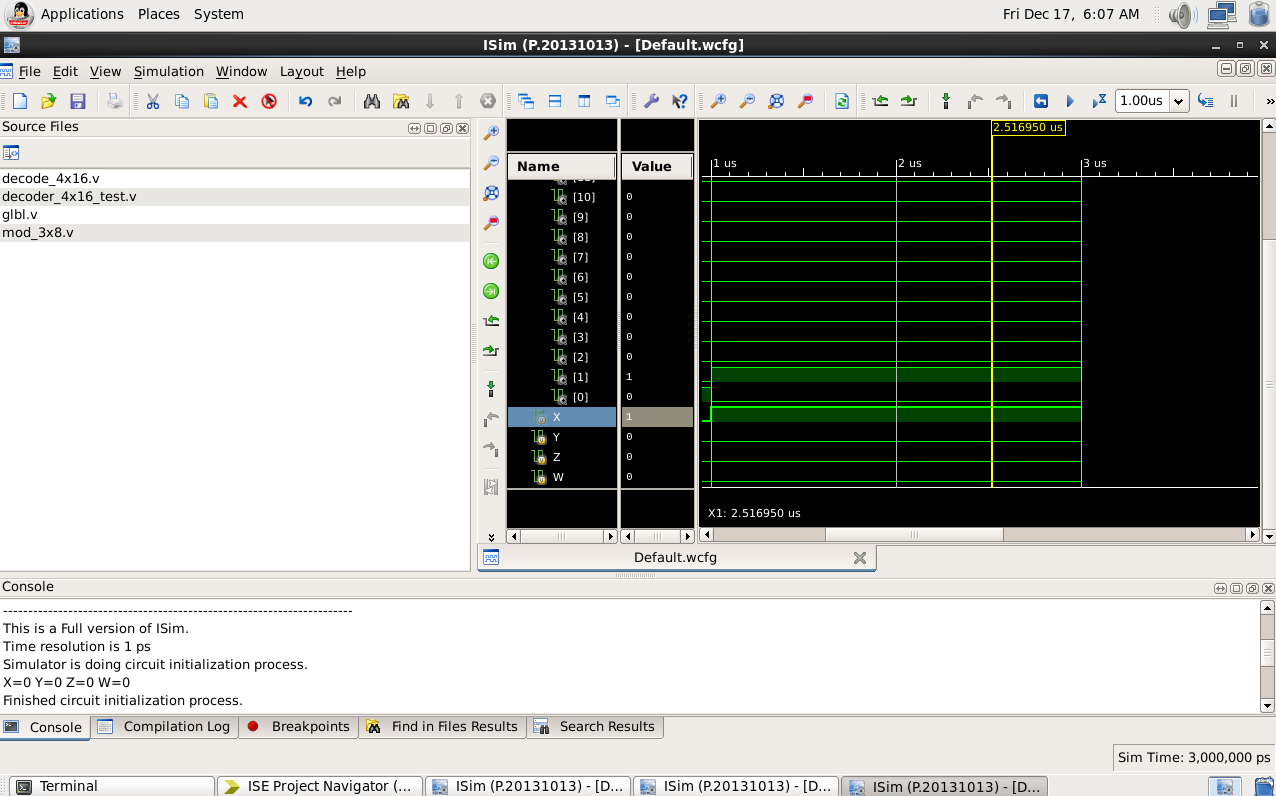 Applications Places System Fri Dec 17, 6:07 AM
ISim (P.20131013) - [Default.wcfg]
File Edit View Simulation Window Layout Help
1.00us »
Source Files
decode_4x16.v
decoder_4x16_test.v
glbl.v
mod_3x8.v
2.516950 us
Name Value
1 us 2 us 3 us
[10] 0
[9] 0
[8] 0
[7] 0
[6] 0
[5] 0
[4] 0
[3] 0
[2] 0
[1] 1
[0] 0
X 1
Y 0
Z 0
W 0
X1: 2.516950 us
Default.wcfg
Console
----------------------------------------------------------------------
This is a Full version of ISim.
Time resolution is 1 ps
Simulator is doing circuit initialization process.
X=0 Y=0 Z=0 W=0
Finished circuit initialization process.
Console Compilation Log Breakpoints Find in Files Results Search Results
Sim Time: 3,000,000 ps
Terminal ISE Project Navigator (... ISim (P.20131013) - [D... ISim (P.20131013) - [D... ISim (P.20131013) - [D...